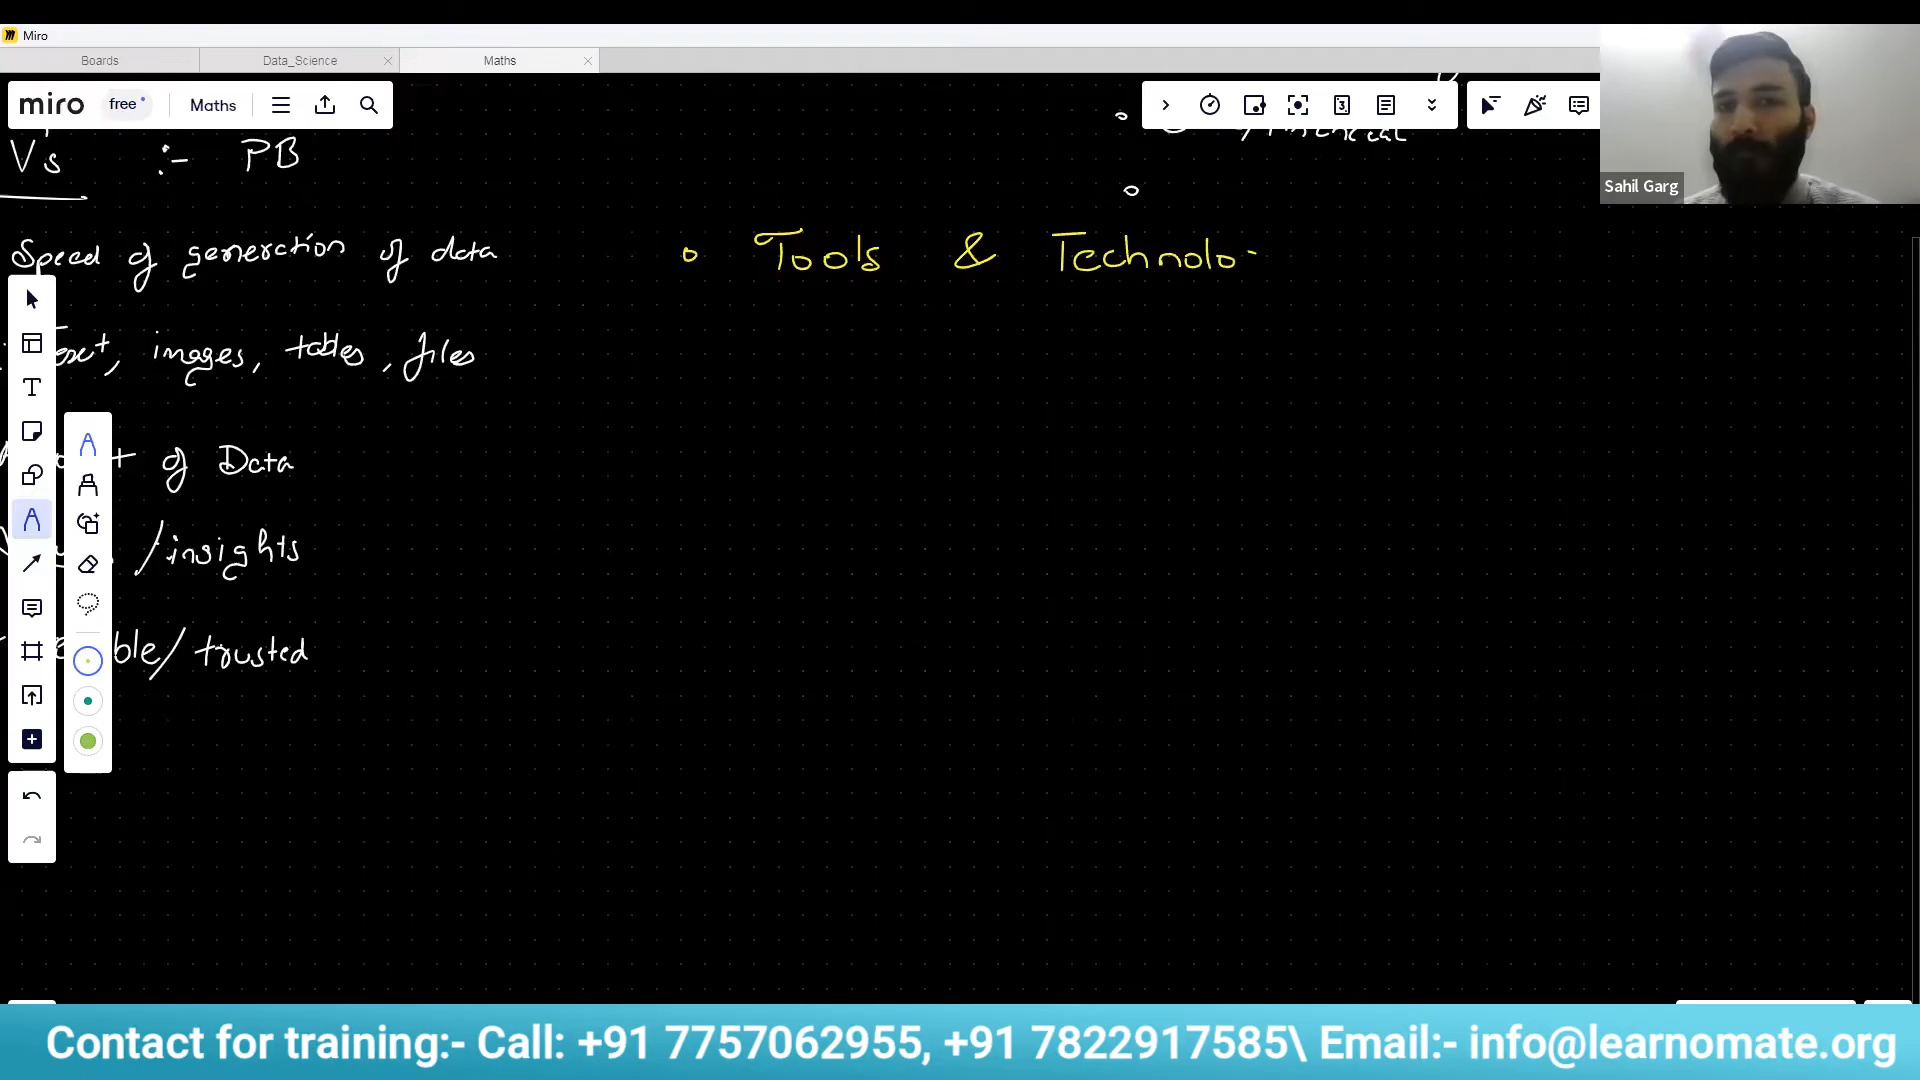 Miro
Boards
Data_Science
Maths
miro free Maths
Vs :- PB
Sahil Garg
Speed of generation of data
Tools & Technolo
Text, images, tables, files
of Data
/insights
ble/ trusted
Contact for training:- Call: +91 7757062955, +91 7822917585\ Email:- info@learnomate.org